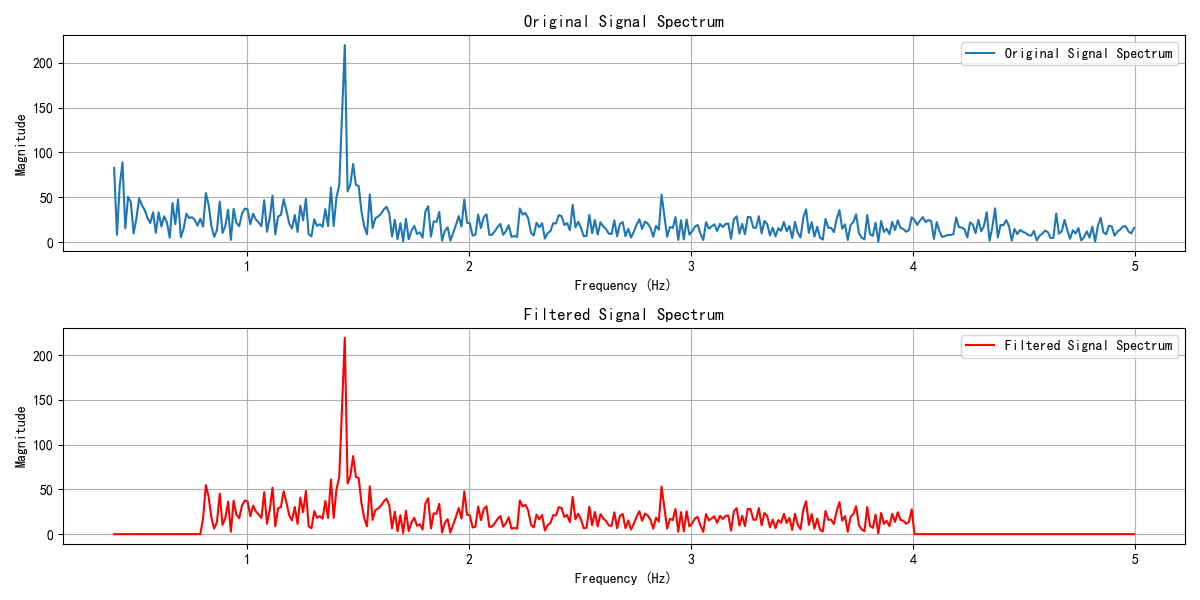 Original Signal Spectrum
Original Signal Spectrum
Magnitude
200
150
100
50
0
1 2 3 4 5
Frequency (Hz)
Filtered Signal Spectrum
Filtered Signal Spectrum
Magnitude
200
150
100
50
0
1 2 3 4 5
Frequency (Hz)